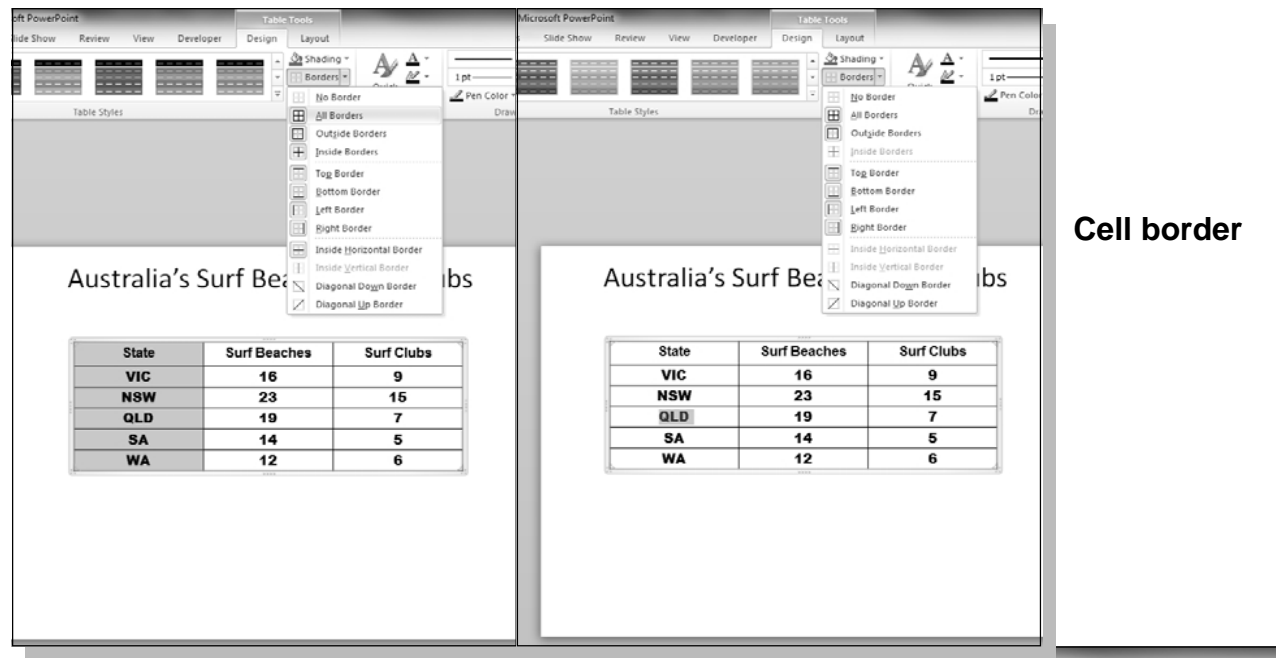 oft PowerPoint
Table Tools
lide Show Review View Developer Design Layout
Shading
Borders
1 pt
Pen Color
Table Styles
Draw
No Border
All Borders
Outside Borders
Inside Borders
Top Border
Bottom Border
Left Border
Right Border
Inside Horizontal Border
Inside Vertical Border
Diagonal Down Border
Diagonal Up Border
Australia's Surf Bea
ubs
State Surf Beaches Surf Clubs
VIC 16 9
NSW 23 15
QLD 19 7
SA 14 5
WA 12 6
Microsoft PowerPoint
Table Tools
s Slide Show Review View Developer Design Layout
Shading
Borders
1 pt
Pen Color
Table Styles
Dr
No Border
All Borders
Outside Borders
Inside Borders
Top Border
Bottom Border
Left Border
Right Border
Inside Horizontal Border
Inside Vertical Border
Diagonal Down Border
Diagonal Up Border
Australia's Surf Bea
ubs
State Surf Beaches Surf Clubs
VIC 16 9
NSW 23 15
QLD 19 7
SA 14 5
WA 12 6
Cell border